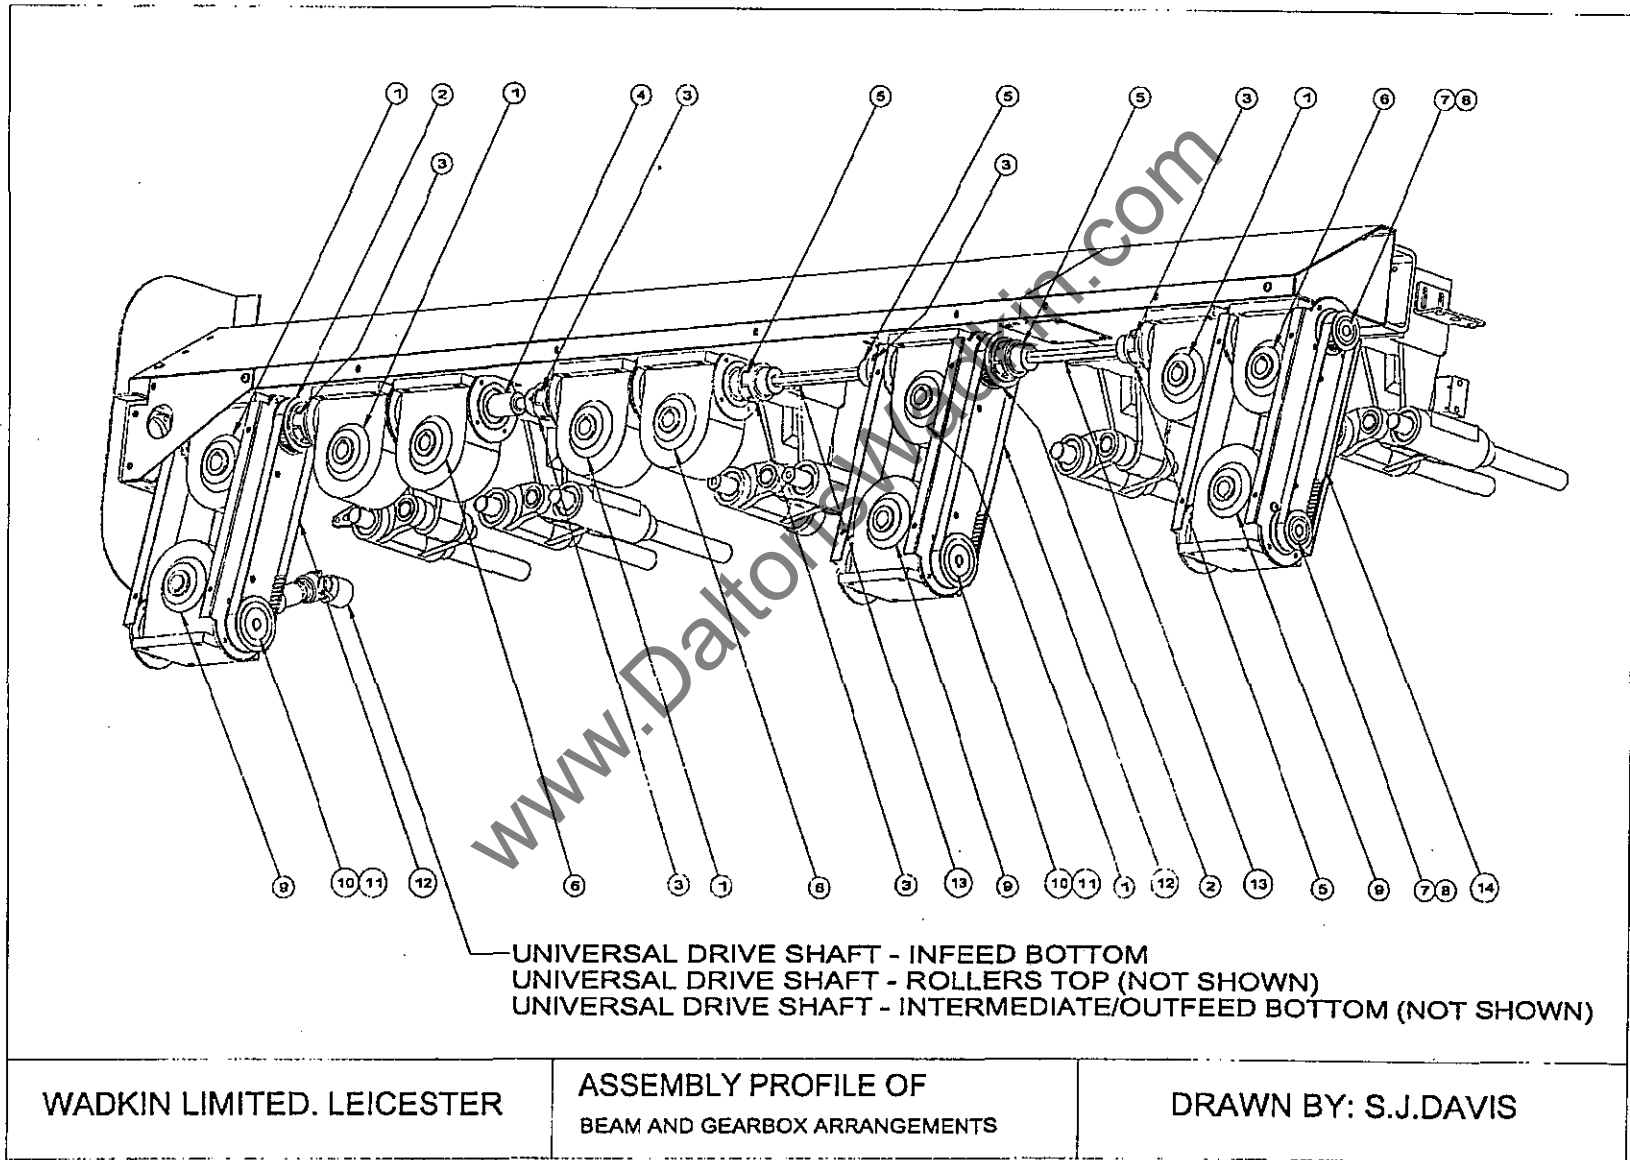 1 2 1 4 3 5 5 5 3 1 6 7 8
3 3
www.DaltonsWadkin.com
9 10 11 12 6 3 1 6 3 13 9 10 11 1 12 2 13 5 9 7 8 14
UNIVERSAL DRIVE SHAFT - INFEED BOTTOM
UNIVERSAL DRIVE SHAFT - ROLLERS TOP (NOT SHOWN)
UNIVERSAL DRIVE SHAFT - INTERMEDIATE/OUTFEED BOTTOM (NOT SHOWN)
WADKIN LIMITED. LEICESTER
ASSEMBLY PROFILE OF
BEAM AND GEARBOX ARRANGEMENTS
DRAWN BY: S.J.DAVIS